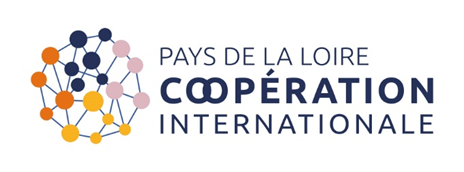 PAYS DE LA LOIRE
COOPÉRATION
INTERNATIONALE